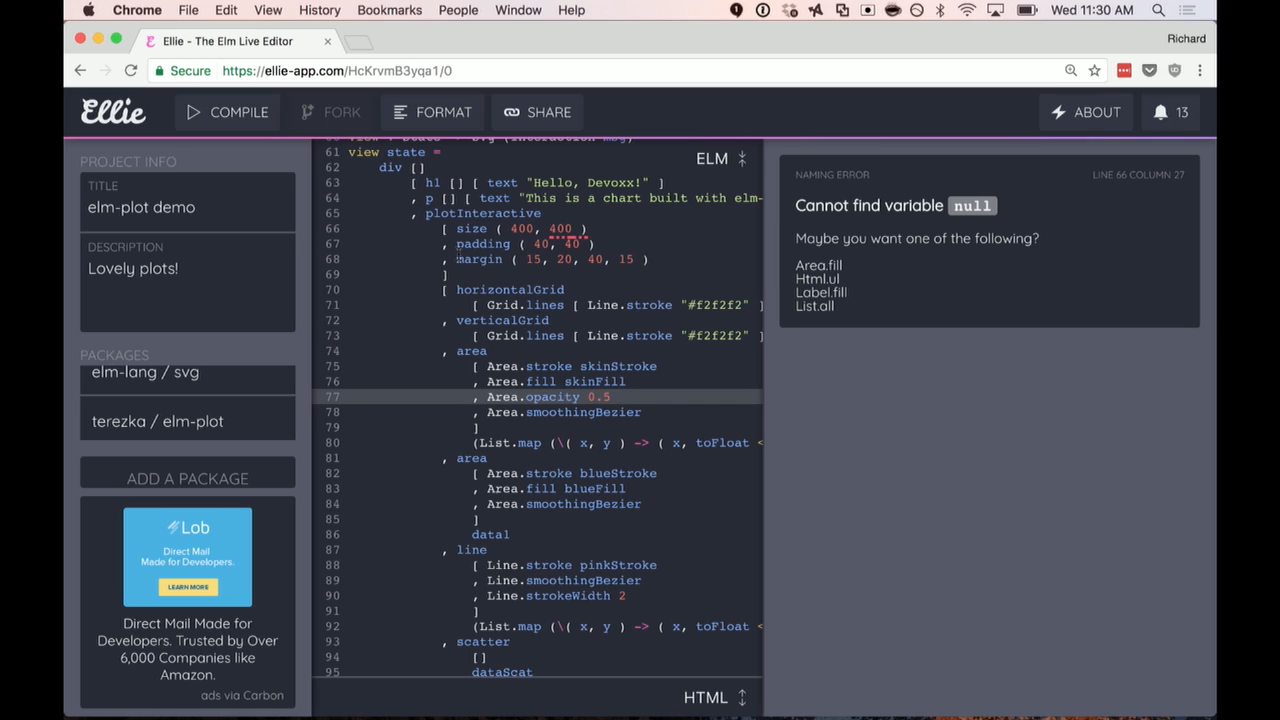 Chrome File Edit View History Bookmarks People Window Help Wed 11:30 AM
Ellie - The Elm Live Editor
Richard
Secure https://ellie-app.com/HcKrvmB3yqa1/0
Ellie COMPILE FORK FORMAT SHARE ABOUT 13
PROJECT INFO
TITLE
elm-plot demo
DESCRIPTION
Lovely plots!
PACKAGES
elm-lang / svg
terezka / elm-plot
ADD A PACKAGE
Lob
Direct Mail
Made for Developers.
LEARN MORE
Direct Mail Made for
Developers. Trusted by Over
6,000 Companies like
Amazon.
ads via Carbon
ELM
61 view state =
62 div []
63 [ h1 [] [ text "Hello, Devoxx!" ]
64 , p [] [ text "This is a chart built with elm-
65 , plotInteractive
66 [ size ( 400, 400 )
67 , padding ( 40, 40 )
68 , margin ( 15, 20, 40, 15 )
69 ]
70 [ horizontalGrid
71 [ Grid.lines [ Line.stroke "#f2f2f2" ]
72 , verticalGrid
73 [ Grid.lines [ Line.stroke "#f2f2f2" ]
74 , area
75 [ Area.stroke skinStroke
76 , Area.fill skinFill
77 , Area.opacity 0.5
78 , Area.smoothingBezier
79 ]
80 (List.map (\( x, y ) -> ( x, toFloat <
81 , area
82 [ Area.stroke blueStroke
83 , Area.fill blueFill
84 , Area.smoothingBezier
85 ]
86 data1
87 , line
88 [ Line.stroke pinkStroke
89 , Line.smoothingBezier
90 , Line.strokeWidth 2
91 ]
92 (List.map (\( x, y ) -> ( x, toFloat <
93 , scatter
94 []
95 dataScat
HTML
NAMING ERROR LINE 66 COLUMN 27
Cannot find variable null
Maybe you want one of the following?
Area.fill
Html.ul
Label.fill
List.all